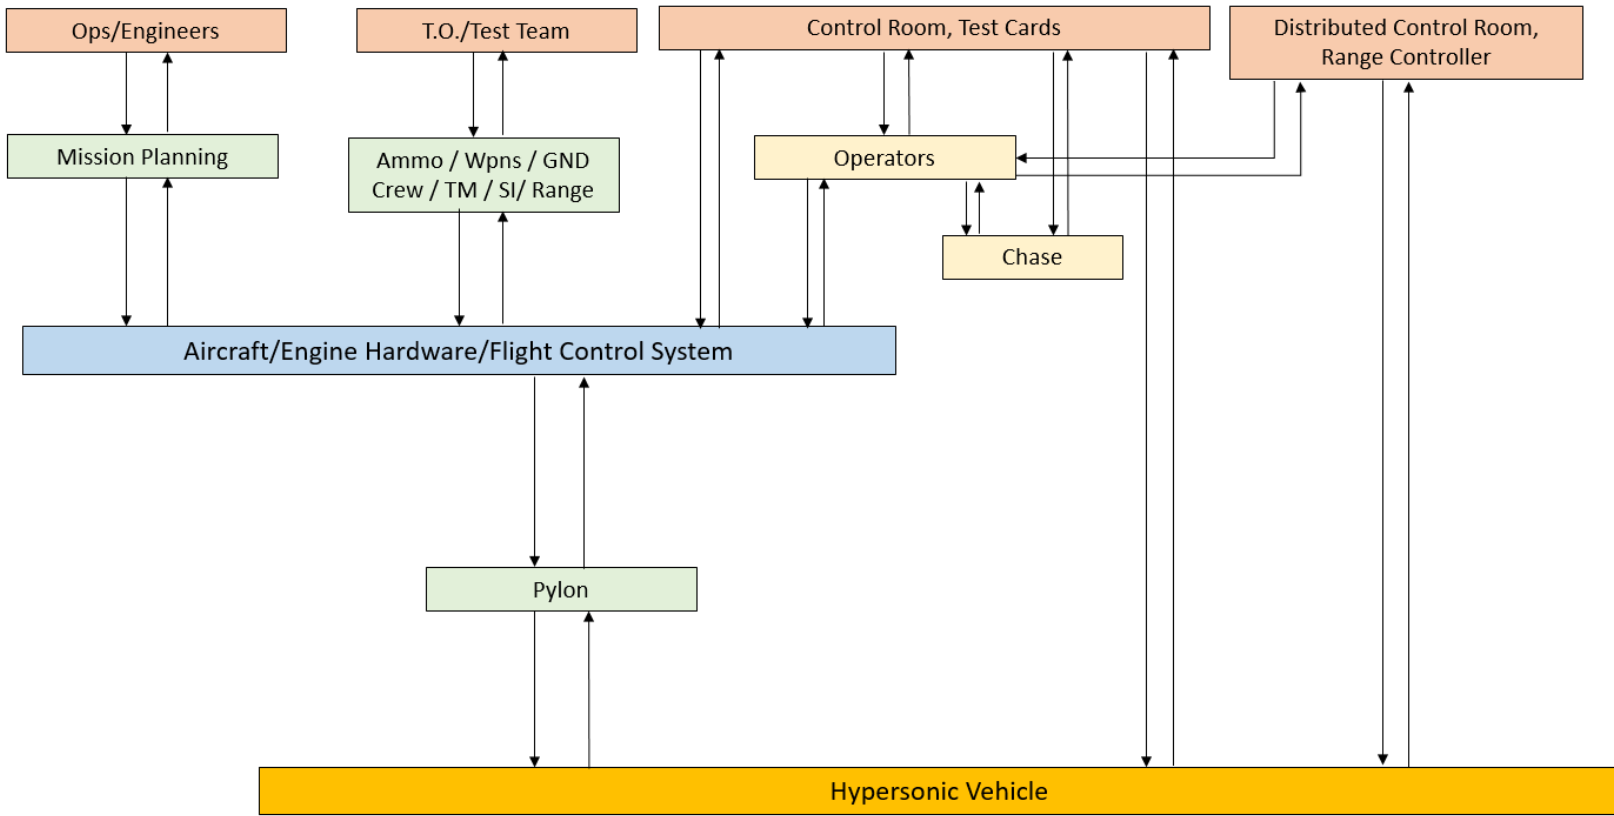 Ops/Engineers
T.O./Test Team
Control Room, Test Cards
Distributed Control Room,
Range Controller
Mission Planning
Ammo / Wpns / GND
Crew / TM / SI/ Range
Operators
Chase
Aircraft/Engine Hardware/Flight Control System
Pylon
Hypersonic Vehicle